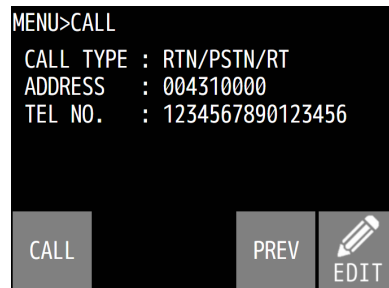 MENU>CALL
CALL TYPE : RTN/PSTN/RT
ADDRESS : 004310000
TEL NO. : 1234567890123456
CALL PREV EDIT